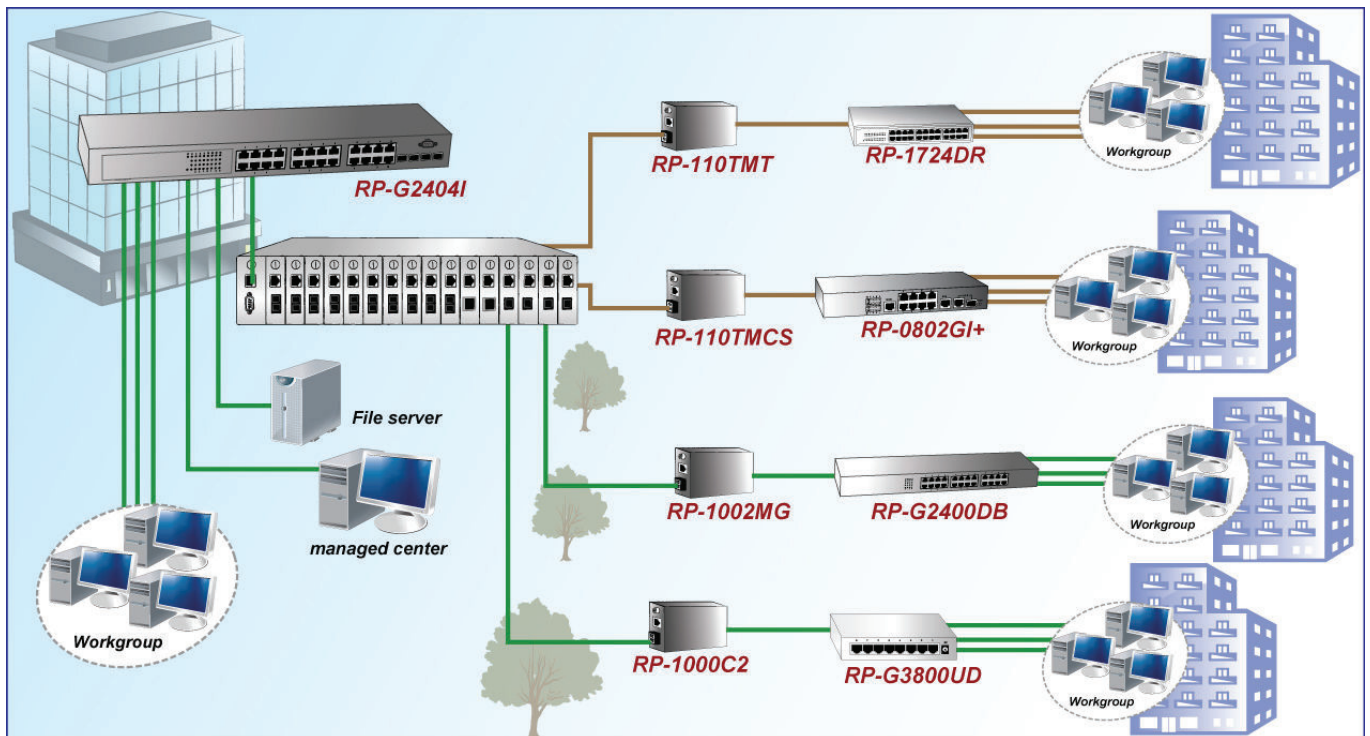 RP-G2404I
RP-110TMT
RP-1724DR
Workgroup
RP-110TMCS
RP-0802GI+
Workgroup
File server
managed center
RP-1002MG
RP-G2400DB
Workgroup
Workgroup
RP-1000C2
RP-G3800UD
Workgroup